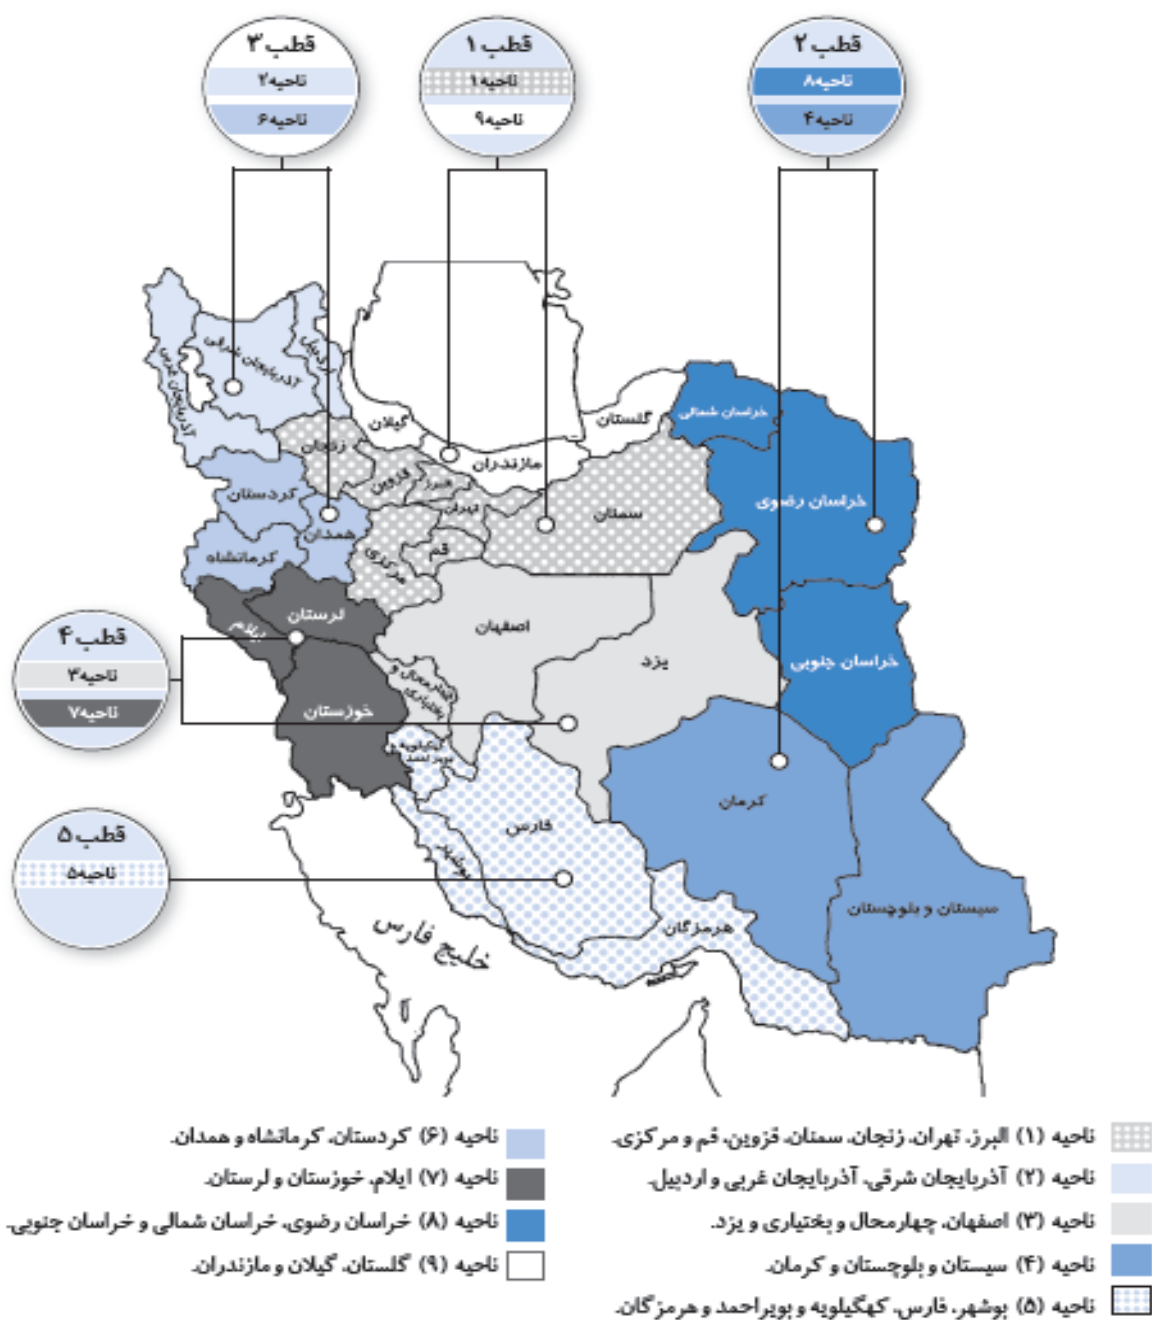 قطب ۳
ناحیه۲
ناحیه۶
قطب ۱
ناحیه۱
ناحیه۹
قطب ۲
ناحیه۸
ناحیه۴
آذربایجان غربی
آذربایجان شرقی
اردبیل
گیلان
مازندران
گلستان
خراسان شمالی
زنجان
قزوین
البرز
تهران
سمنان
خراسان رضوی
کردستان
همدان
کرمانشاه
مرکزی
قم
قطب ۴
ناحیه۳
ناحیه۷
لرستان
ایلام
خوزستان
اصفهان
یزد
خراسان جنوبی
چهارمحال و
بختیاری
کهگیلویه و
بویر احمد
قطب ۵
ناحیه۵
فارس
بوشهر
کرمان
هرمزگان
سیستان و بلوچستان
خلیج فارس
ناحیه (۱) البرز، تهران، زنجان، سمنان، قزوین، قم و مرکزی.
ناحیه (۲) آذربایجان شرقی، آذربایجان غربی و اردبیل.
ناحیه (۳) اصفهان، چهارمحال و بختیاری و یزد.
ناحیه (۴) سیستان و بلوچستان و کرمان.
ناحیه (۵) بوشهر، فارس، کهگیلویه و بویراحمد و هرمزگان.
ناحیه (۶) کردستان، کرمانشاه و همدان.
ناحیه (۷) ایلام، خوزستان و لرستان.
ناحیه (۸) خراسان رضوی، خراسان شمالی و خراسان جنوبی.
ناحیه (۹) گلستان، گیلان و مازندران.